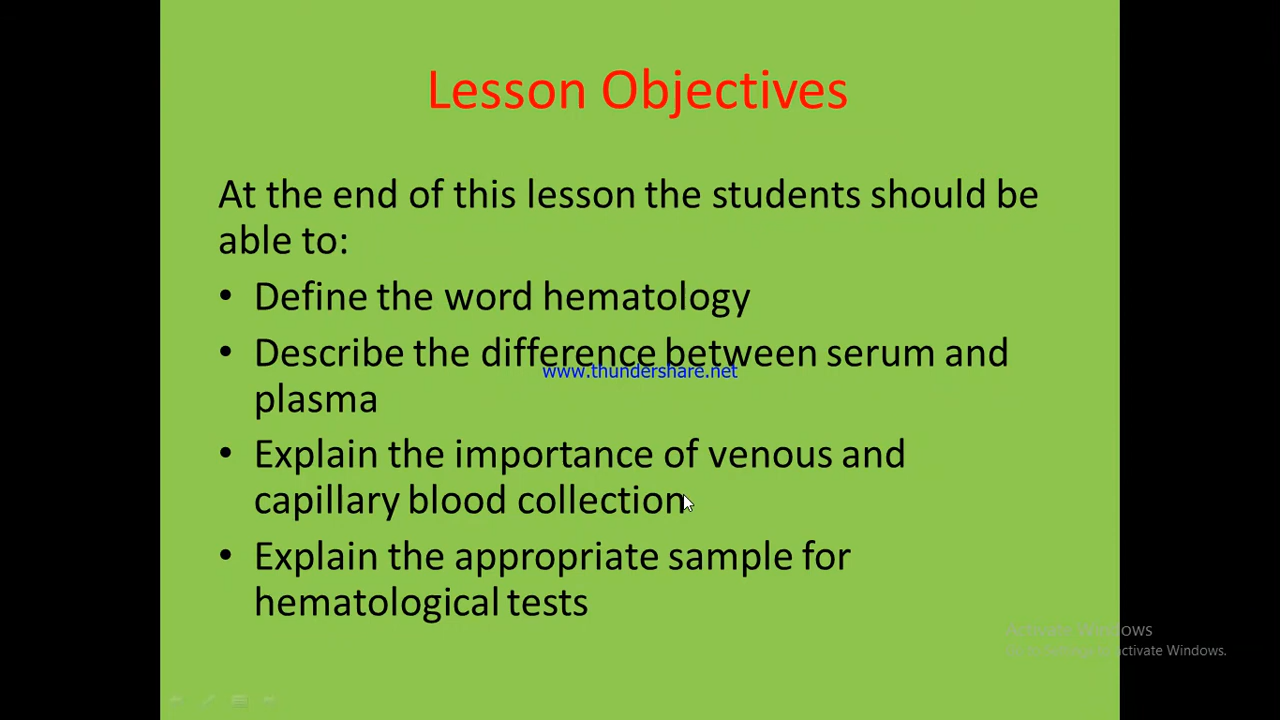 Lesson Objectives
At the end of this lesson the students should be
able to:
• Define the word hematology
• Describe the difference between serum and
www.thundershare.net
plasma
• Explain the importance of venous and
capillary blood collection
• Explain the appropriate sample for
hematological tests
Activate Windows
Go to Settings to activate Windows.